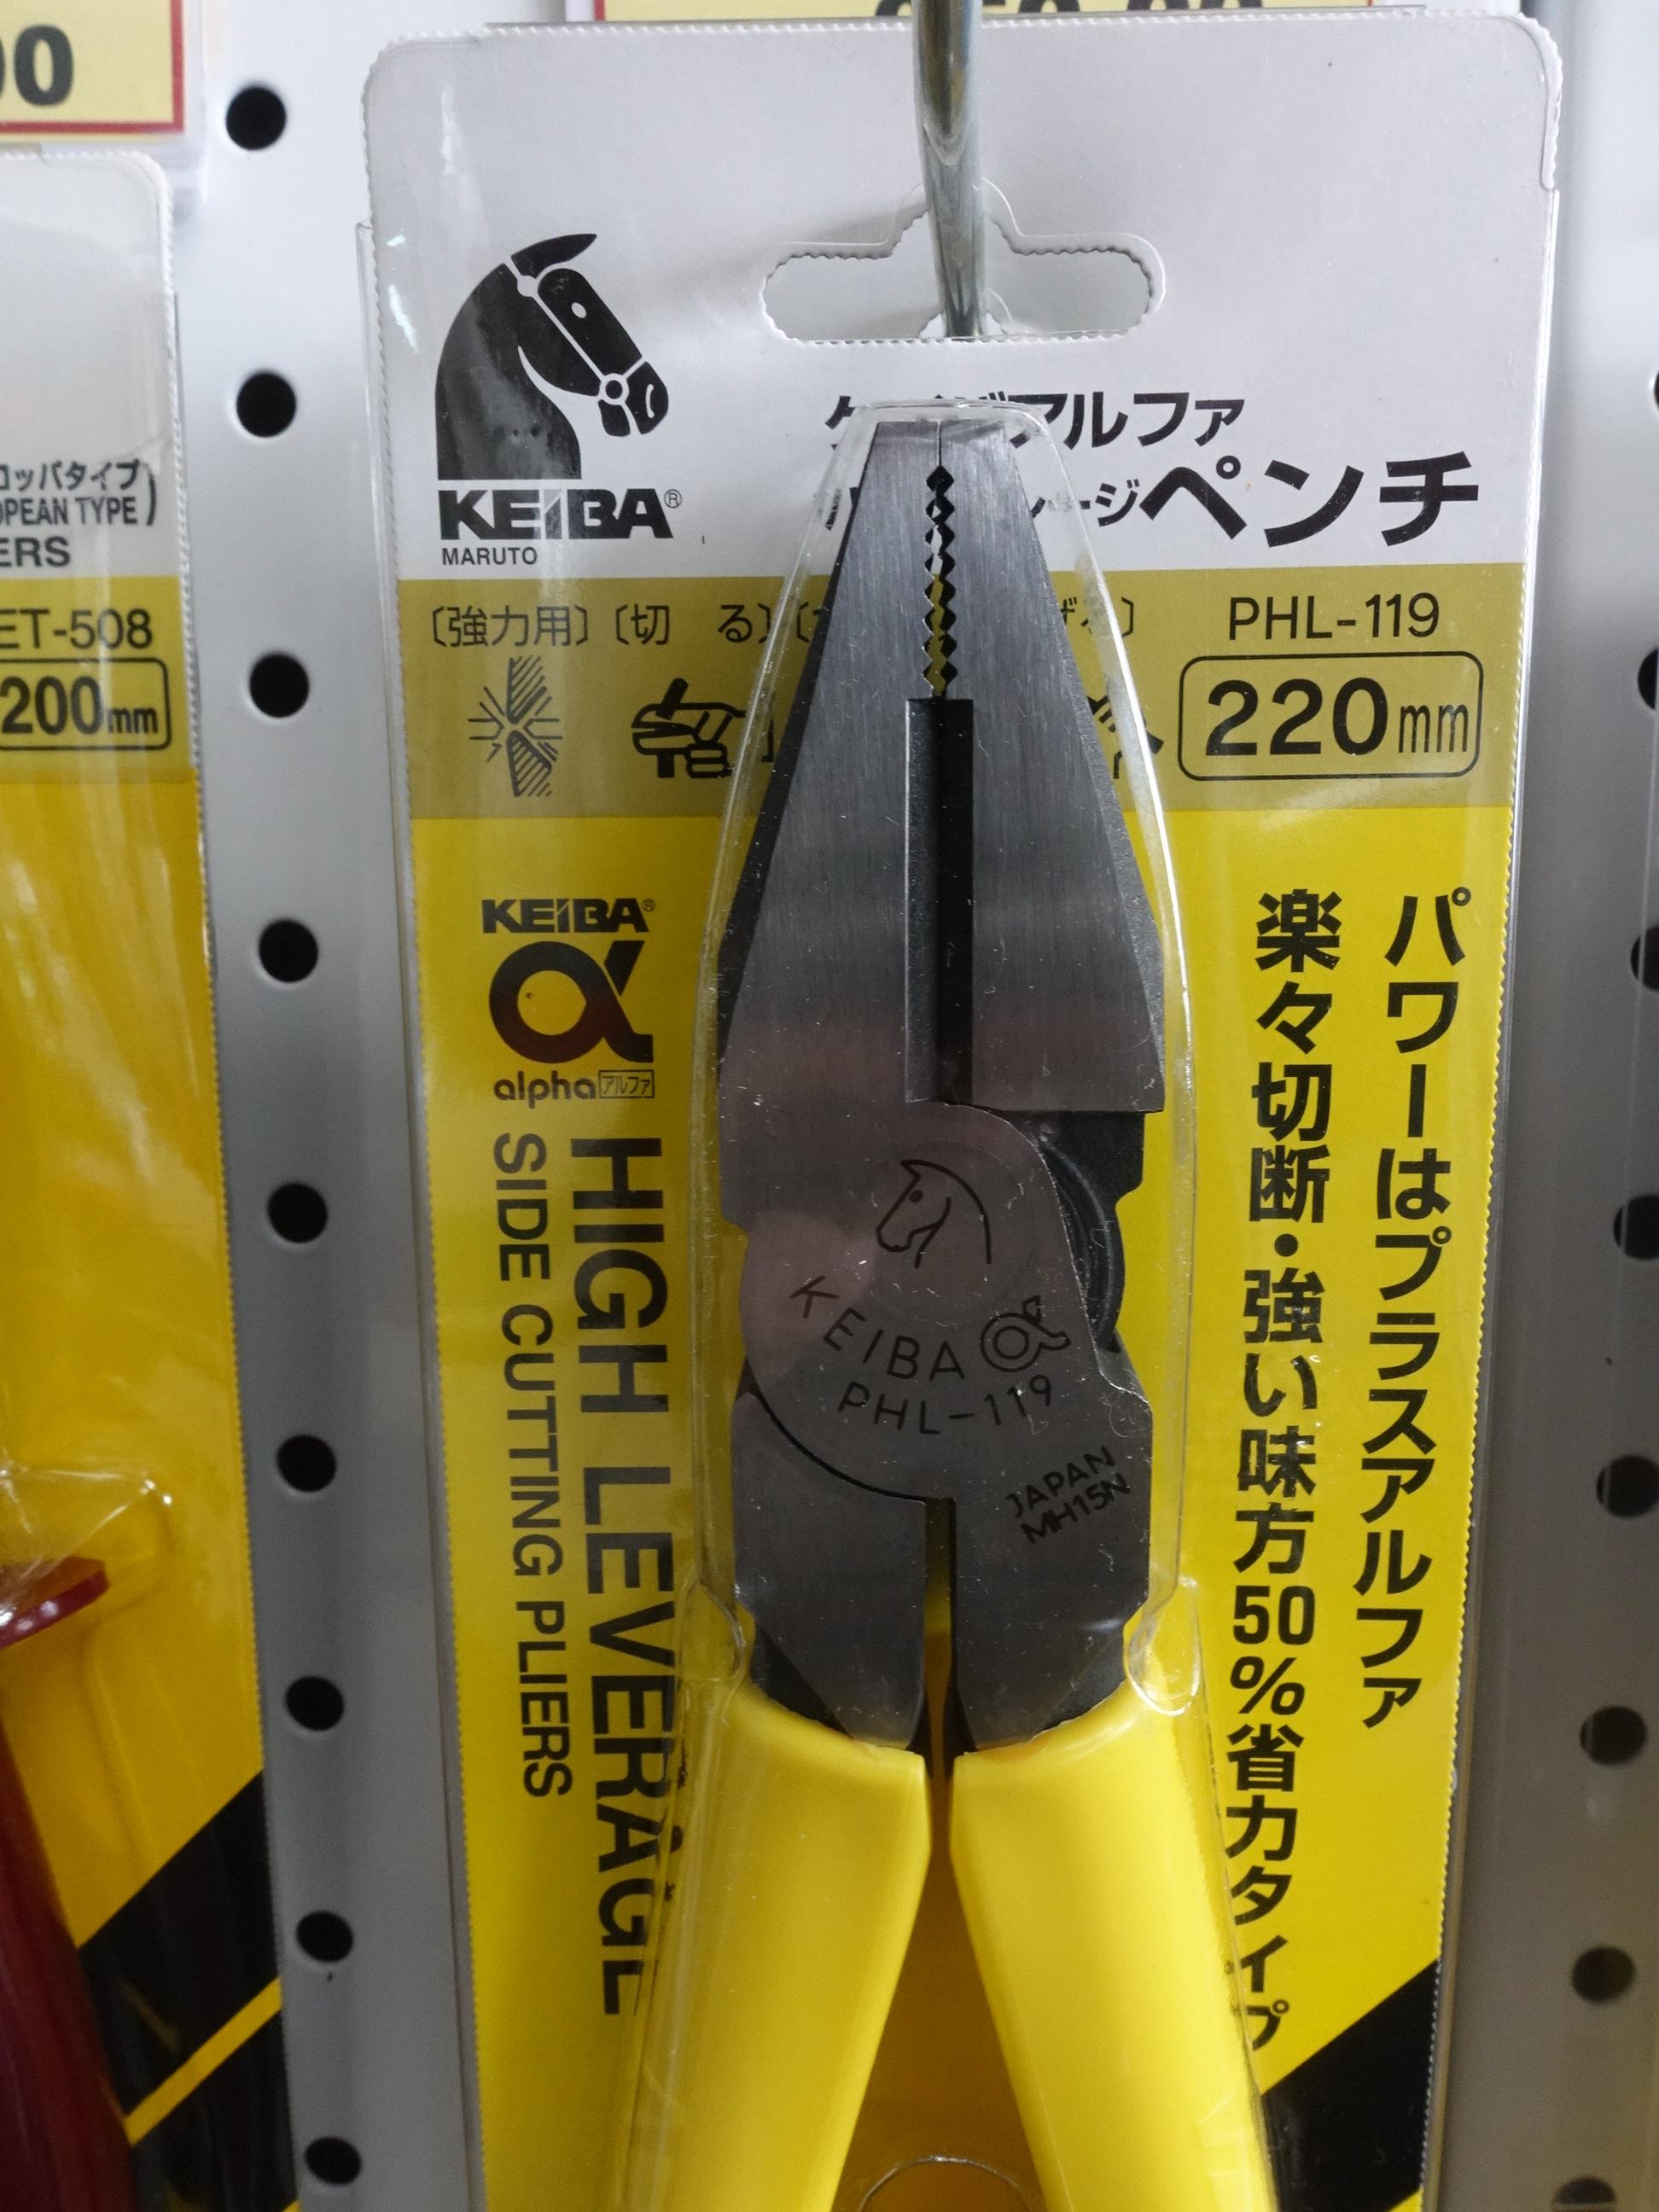 00
ロッパタイプ)
OPEAN TYPE)
ERS
ET-508
200mm
KEIBA®
MARUTO
アルファ
ージペンチ
〔強力用〕〔切 る〕
PHL-119
220mm
KEIBA®
α
alpha アルファ
HIGH LEVERAGE
SIDE CUTTING PLIERS
パワーはプラスアルファ
楽々切断・強い味方50%省力タイプ
KEIBA α
PHL-119
JAPAN
MH15N